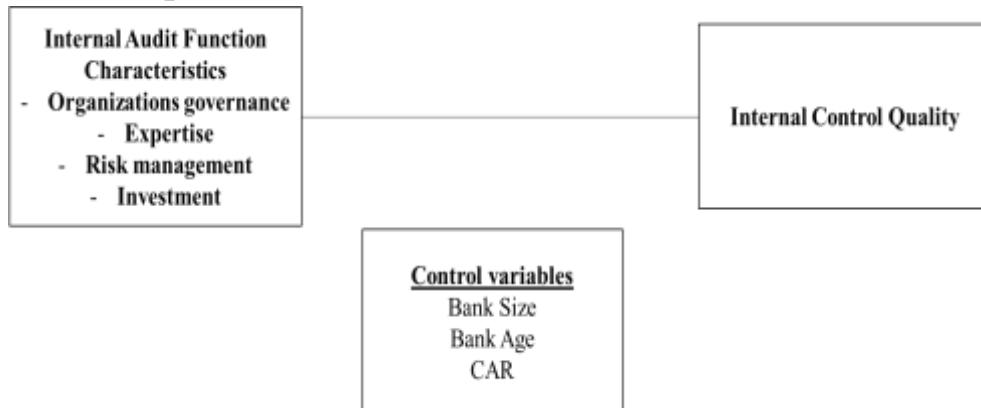 Internal Audit Function
Characteristics
- Organizations governance
- Expertise
- Risk management
- Investment
Internal Control Quality
Control variables
Bank Size
Bank Age
CAR